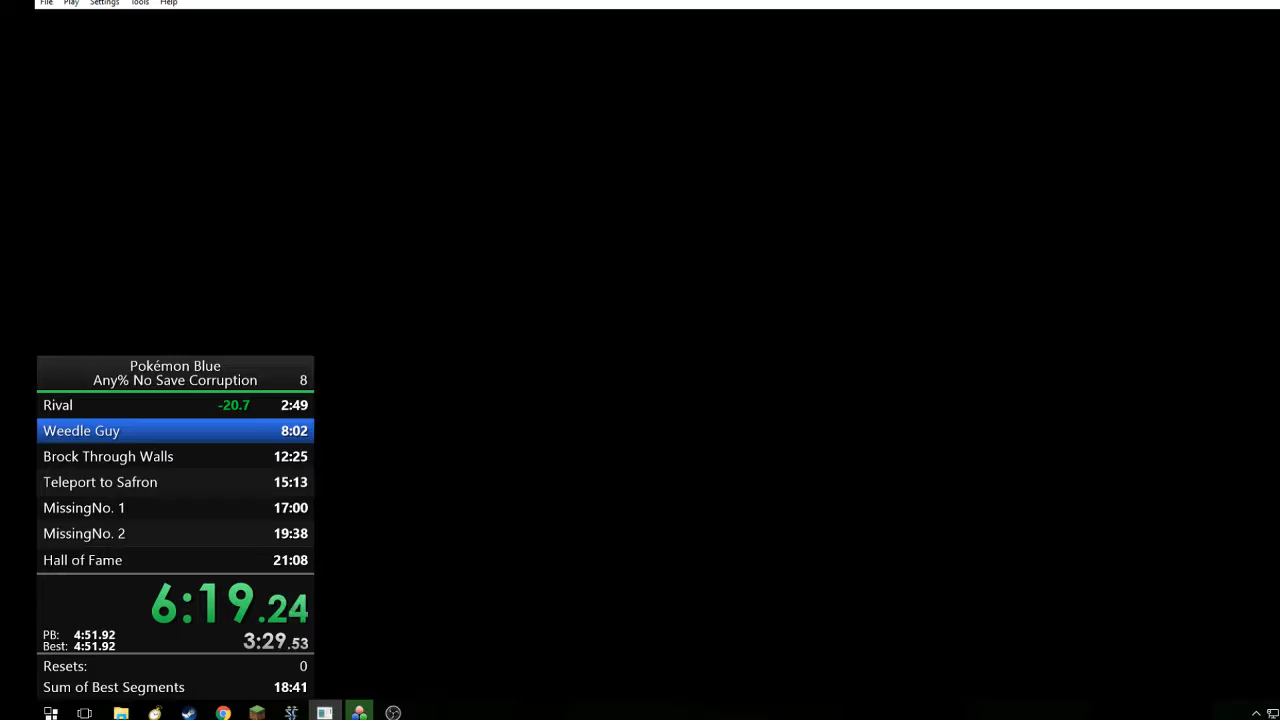 File Play Settings Tools Help
Pokémon Blue
Any% No Save Corruption 8
Rival -20.7 2:49
Weedle Guy 8:02
Brock Through Walls 12:25
Teleport to Safron 15:13
MissingNo. 1 17:00
MissingNo. 2 19:38
Hall of Fame 21:08
6:19.24
PB: 4:51.92
Best: 4:51.92
3:29.53
Resets: 0
Sum of Best Segments 18:41